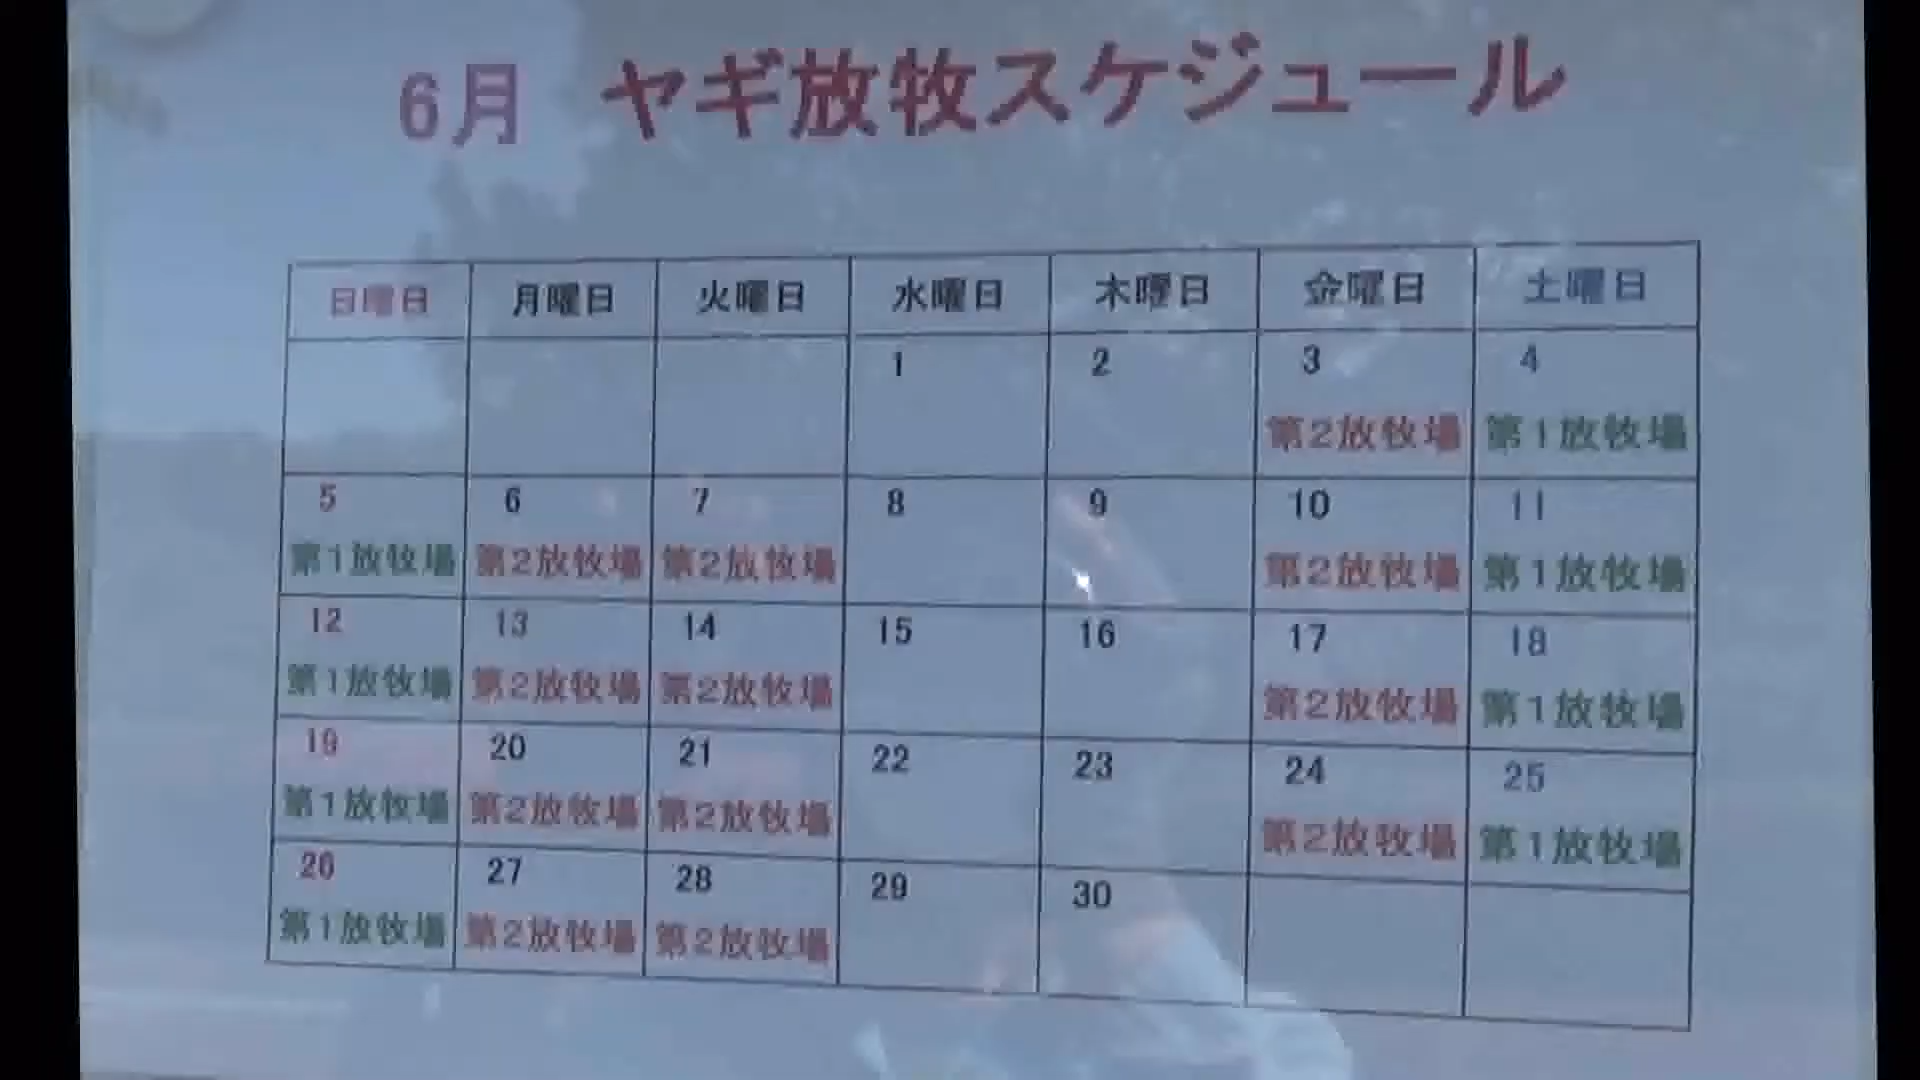 6月 ヤギ放牧スケジュール
日曜日 月曜日 火曜日 水曜日 木曜日 金曜日 土曜日
1 2 3 4
第2放牧場 第1放牧場
5 6 7 8 9 10 11
第1放牧場 第2放牧場 第2放牧場 第2放牧場 第1放牧場
12 13 14 15 16 17 18
第1放牧場 第2放牧場 第2放牧場 第2放牧場 第1放牧場
19 20 21 22 23 24 25
第1放牧場 第2放牧場 第2放牧場 第2放牧場 第1放牧場
26 27 28 29 30
第1放牧場 第2放牧場 第2放牧場